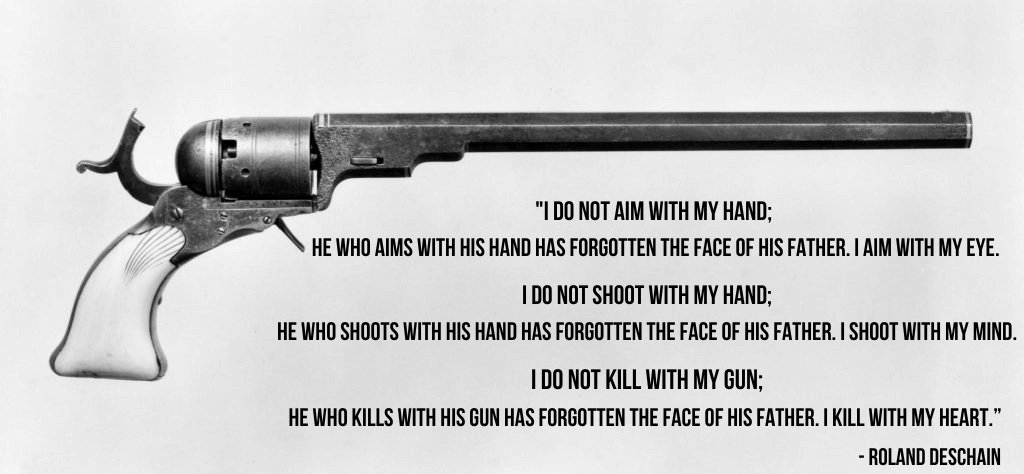 "I DO NOT AIM WITH MY HAND;
HE WHO AIMS WITH HIS HAND HAS FORGOTTEN THE FACE OF HIS FATHER. I AIM WITH MY EYE.
I DO NOT SHOOT WITH MY HAND;
HE WHO SHOOTS WITH HIS HAND HAS FORGOTTEN THE FACE OF HIS FATHER. I SHOOT WITH MY MIND.
I DO NOT KILL WITH MY GUN;
HE WHO KILLS WITH HIS GUN HAS FORGOTTEN THE FACE OF HIS FATHER. I KILL WITH MY HEART.”
- ROLAND DESCHAIN